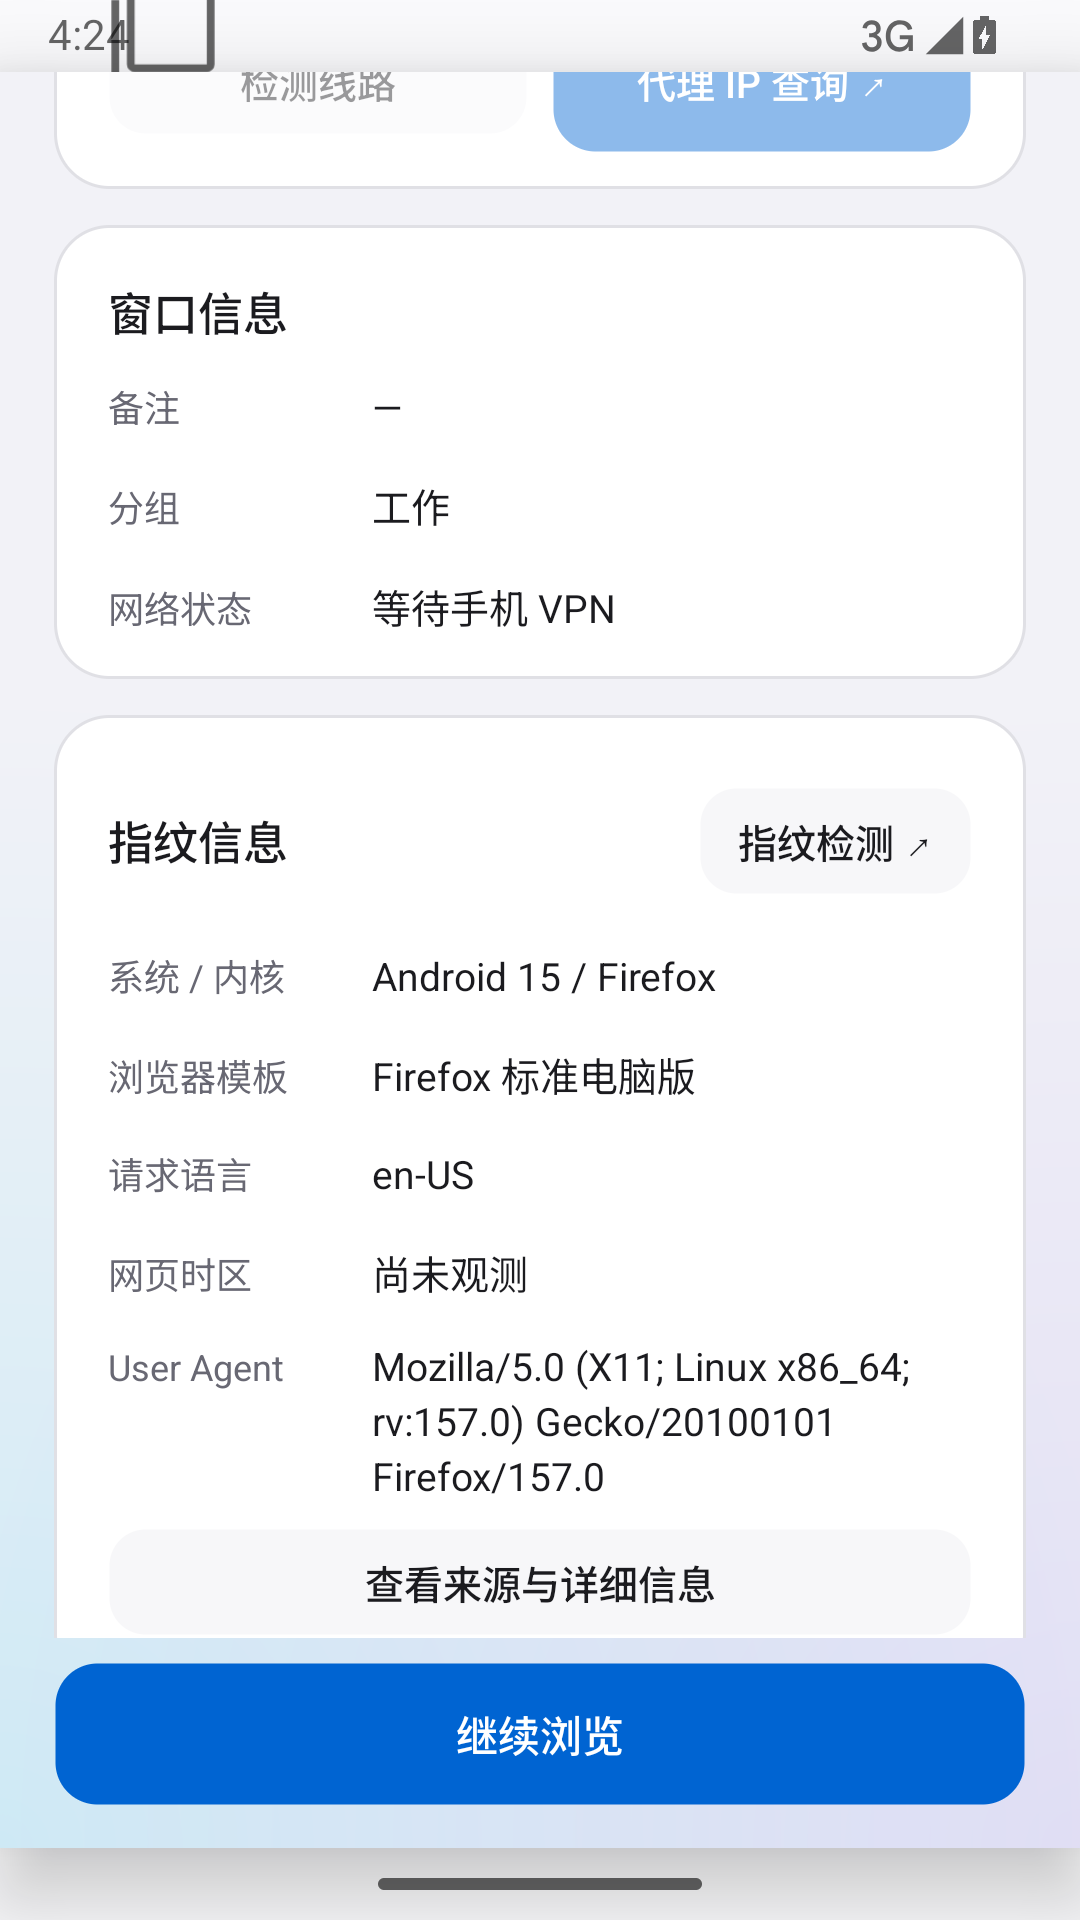 4:24
3G
检测线路
代理 IP 查询 ↗
窗口信息
备注 —
分组 工作
网络状态 等待手机 VPN
指纹信息
指纹检测 ↗
系统 / 内核 Android 15 / Firefox
浏览器模板 Firefox 标准电脑版
请求语言 en-US
网页时区 尚未观测
User Agent Mozilla/5.0 (X11; Linux x86_64;
rv:157.0) Gecko/20100101
Firefox/157.0
查看来源与详细信息
继续浏览